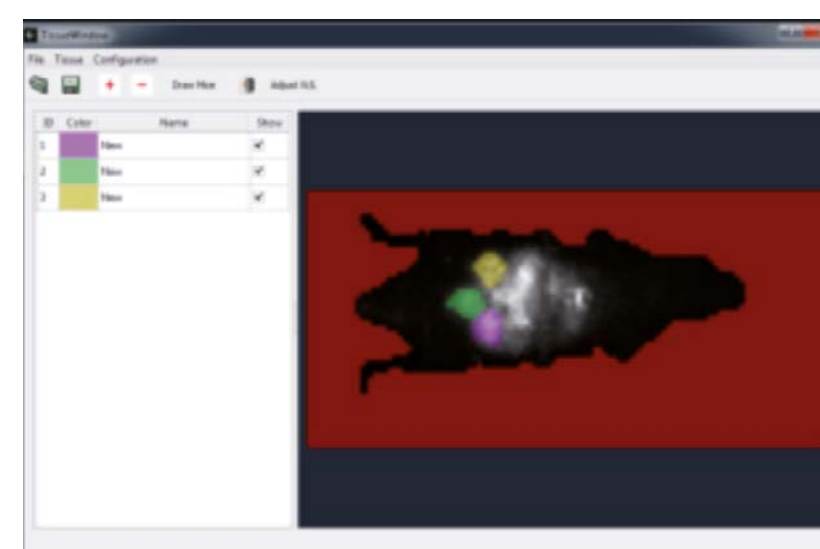 TissueWindow
File Tissue Configuration
Draw Mice Adjust
ID Color Name Show
1 New
2 New
3 New